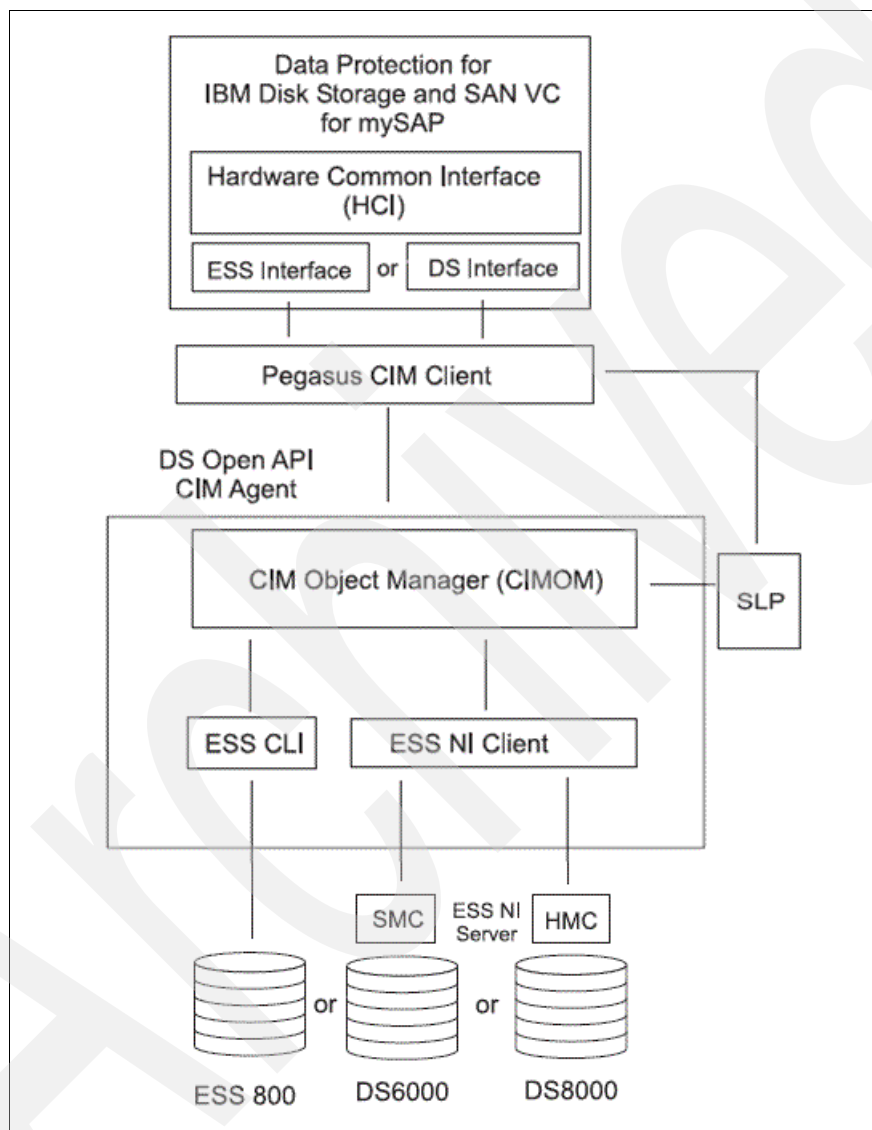 Data Protection for
IBM Disk Storage and SAN VC
for mySAP
Hardware Common Interface
(HCI)
ESS Interface
or
DS Interface
Pegasus CIM Client
DS Open API
CIM Agent
CIM Object Manager (CIMOM)
SLP
ESS CLI
ESS NI Client
SMC
ESS NI
Server
HMC
or
or
ESS 800
DS6000
DS8000
Archived